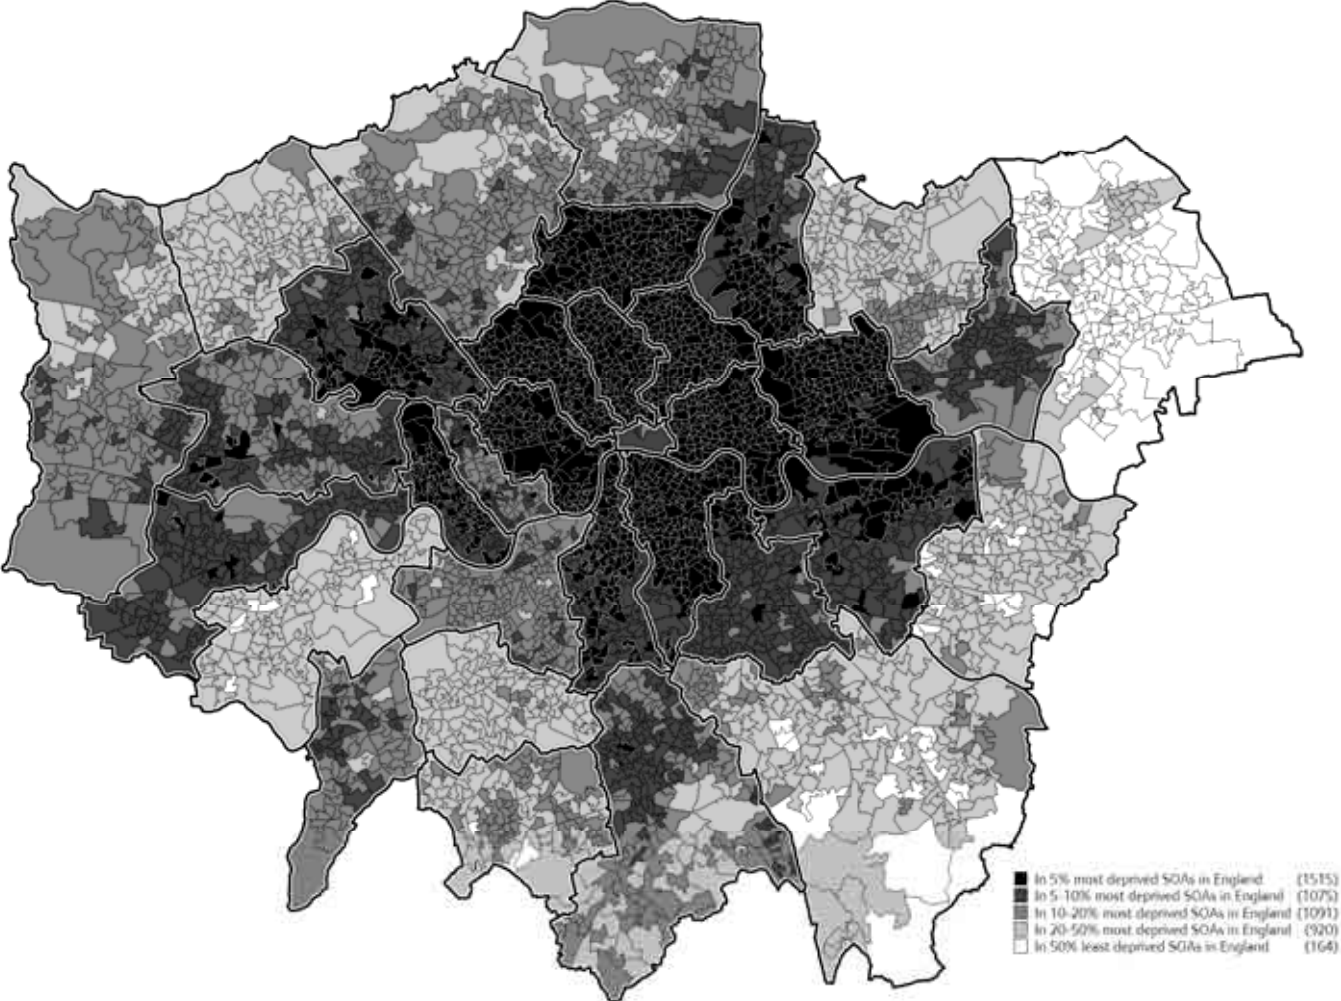 In 5% most deprived SOAs in England (1515)
In 5-10% most deprived SOAs in England (1075)
In 10-20% most deprived SOAs in England (1091)
In 20-50% most deprived SOAs in England (920)
In 50% least deprived SOAs in England (164)